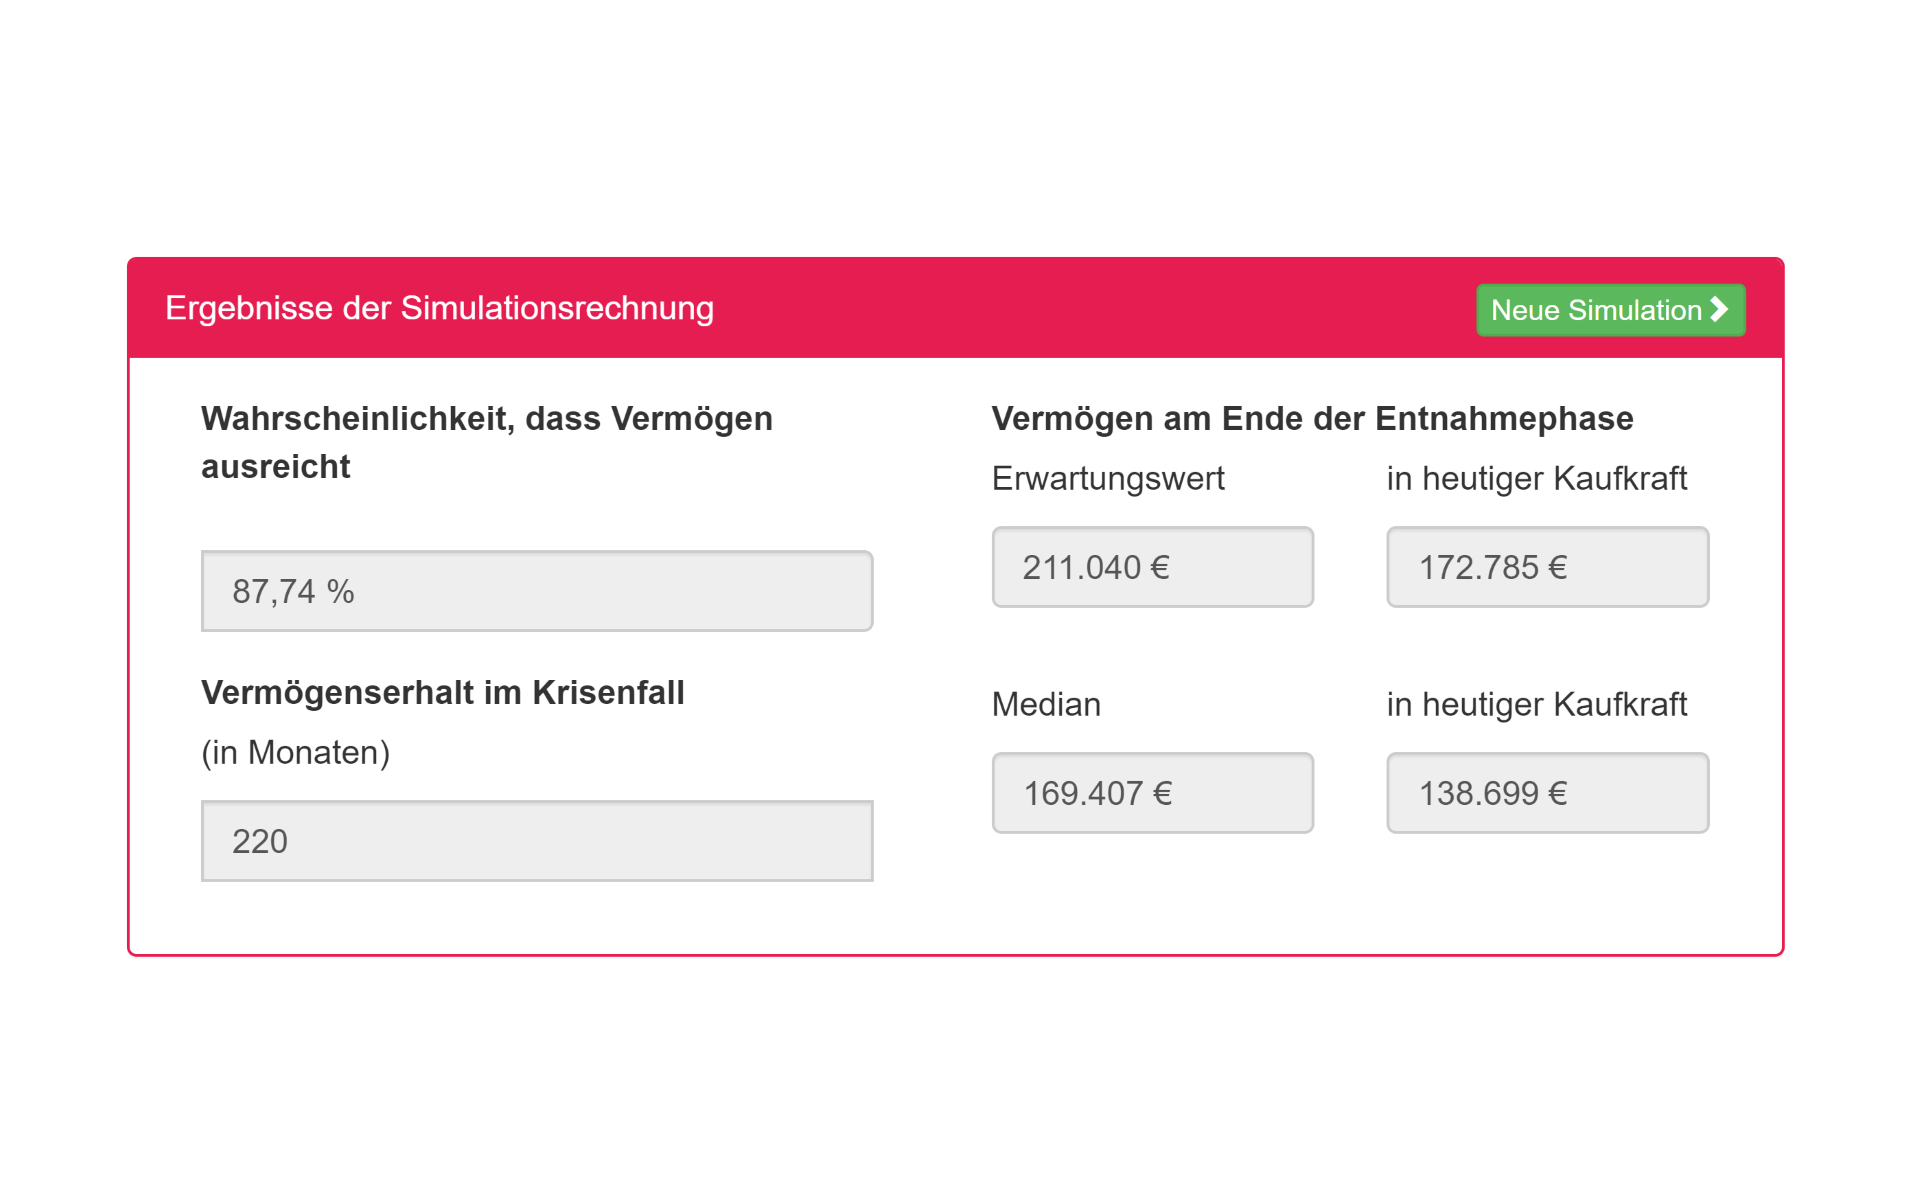 Ergebnisse der Simulationsrechnung
Neue Simulation
Wahrscheinlichkeit, dass Vermögen
ausreicht
87,74 %
Vermögenserhalt im Krisenfall
(in Monaten)
220
Vermögen am Ende der Entnahmephase
Erwartungswert
in heutiger Kaufkraft
211.040 €
172.785 €
Median
in heutiger Kaufkraft
169.407 €
138.699 €